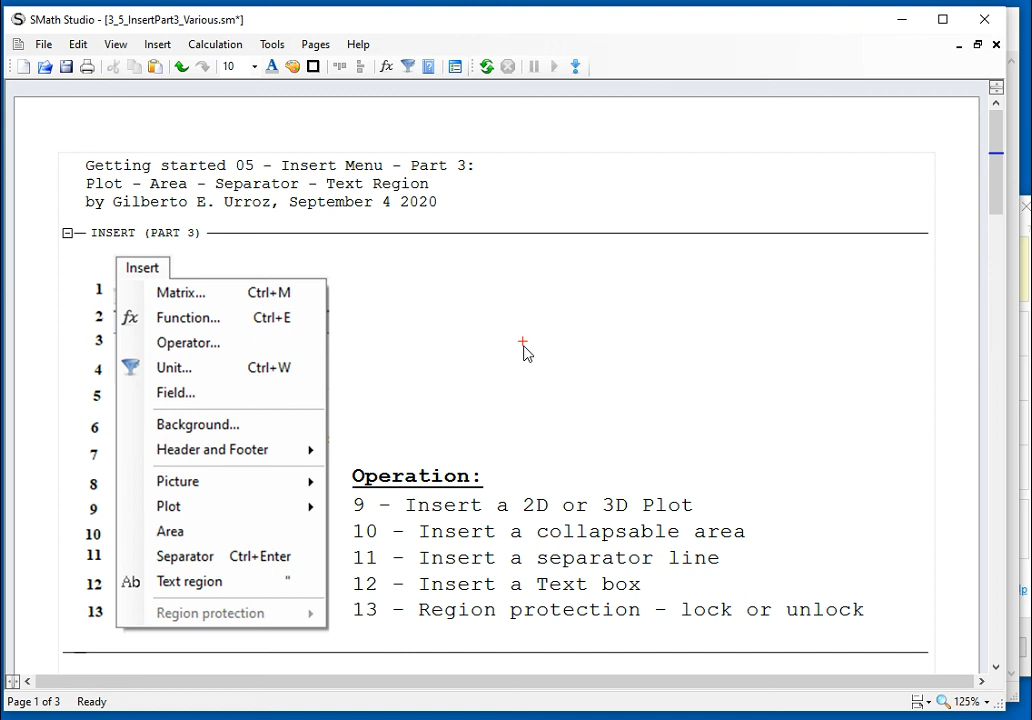 SMath Studio - [3_5_InsertPart3_Various.sm*]
File Edit View Insert Calculation Tools Pages Help
10
Getting started 05 - Insert Menu - Part 3:
Plot - Area - Separator - Text Region
by Gilberto E. Urroz, September 4 2020
INSERT (PART 3)
Insert
1 Matrix... Ctrl+M
2 fx Function... Ctrl+E
3 Operator...
4 Unit... Ctrl+W
5 Field...
6 Background...
7 Header and Footer
8 Picture
9 Plot
10 Area
11 Separator Ctrl+Enter
12 Ab Text region "
13 Region protection
Operation:
9 - Insert a 2D or 3D Plot
10 - Insert a collapsable area
11 - Insert a separator line
12 - Insert a Text box
13 - Region protection - lock or unlock
Page 1 of 3 Ready 125%